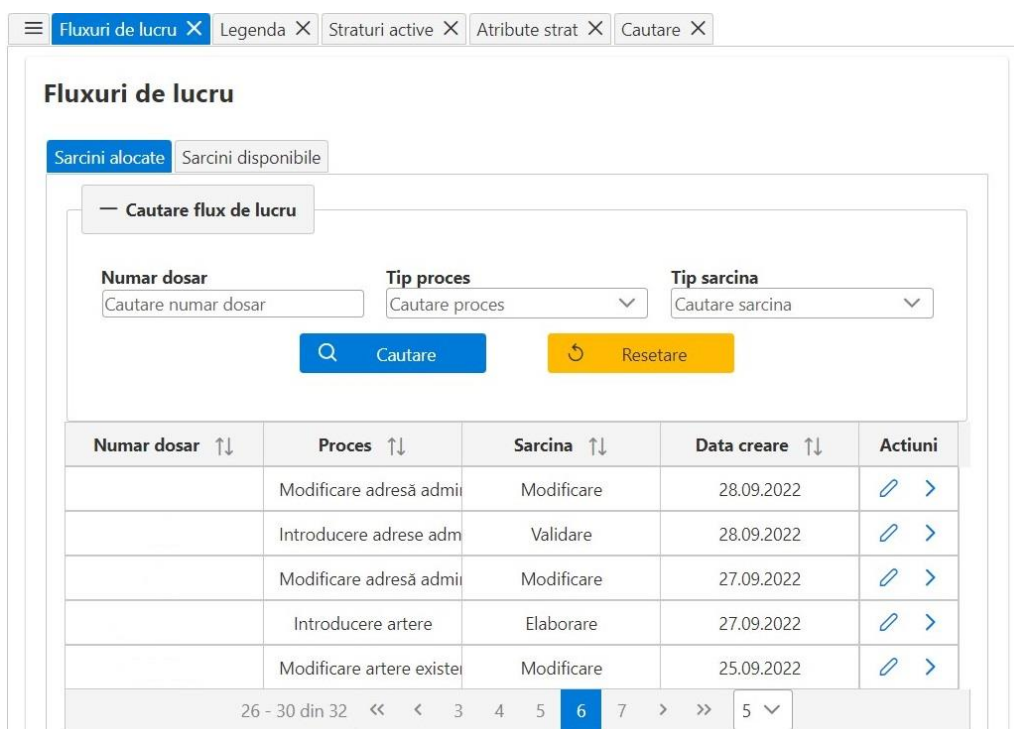 Fluxuri de lucru Legenda Straturi active Atribute strat Cautare
Fluxuri de lucru
Sarcini alocate Sarcini disponibile
Cautare flux de lucru
Numar dosar Tip proces Tip sarcina
Cautare numar dosar Cautare proces Cautare sarcina
Cautare Resetare
Numar dosar Proces Sarcina Data creare Actiuni
Modificare adresă admi Modificare 28.09.2022
Introducere adrese adm Validare 28.09.2022
Modificare adresă admi Modificare 27.09.2022
Introducere artere Elaborare 27.09.2022
Modificare artere exister Modificare 25.09.2022
26 - 30 din 32 << < 3 4 5 6 7 > >> 5